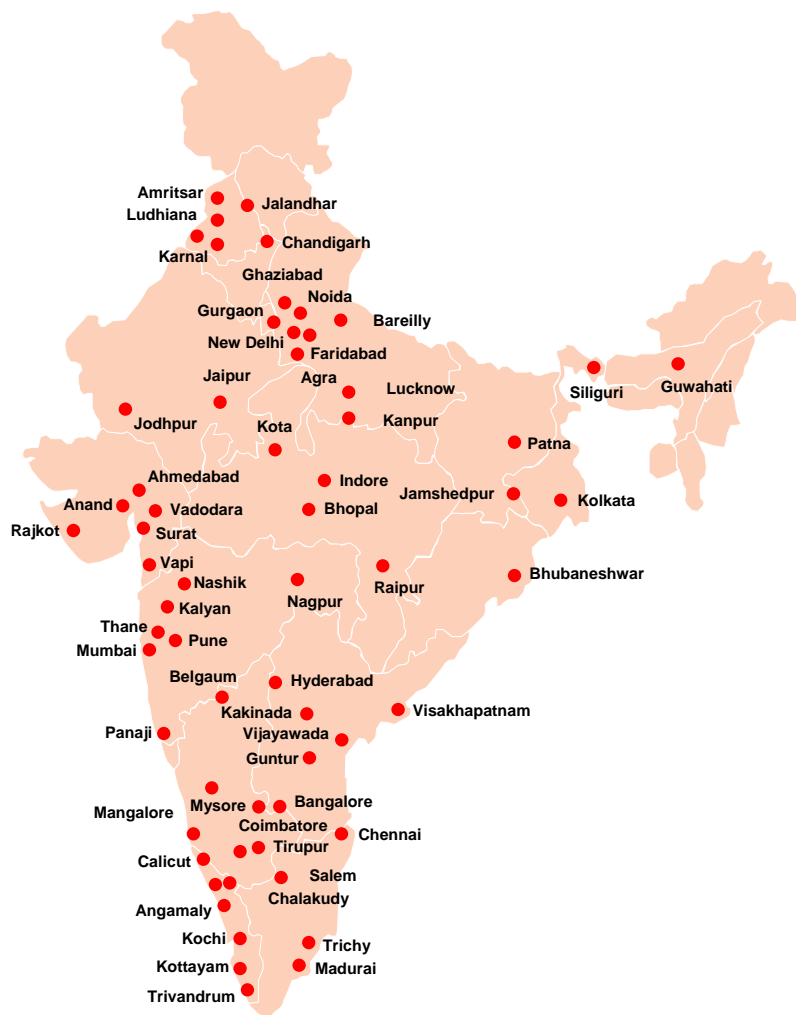 Amritsar
Jalandhar
Ludhiana
Chandigarh
Karnal
Ghaziabad
Noida
Gurgaon
Bareilly
New Delhi
Faridabad
Jaipur
Agra
Lucknow
Siliguri
Guwahati
Jodhpur
Kota
Kanpur
Patna
Ahmedabad
Indore
Jamshedpur
Kolkata
Anand
Vadodara
Bhopal
Rajkot
Surat
Vapi
Nashik
Nagpur
Raipur
Bhubaneshwar
Kalyan
Thane
Pune
Mumbai
Belgaum
Hyderabad
Kakinada
Visakhapatnam
Panaji
Vijayawada
Guntur
Mysore
Bangalore
Mangalore
Coimbatore
Chennai
Tirupur
Calicut
Salem
Chalakudy
Angamaly
Kochi
Trichy
Kottayam
Madurai
Trivandrum